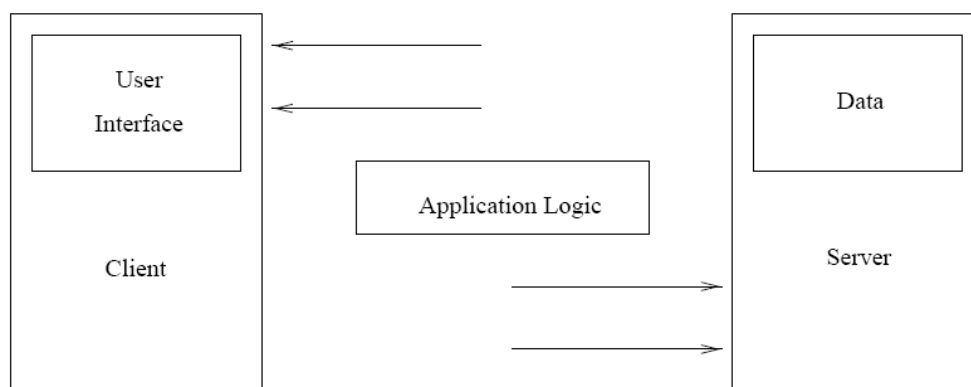 User
Interface
Data
Application Logic
Client
Server